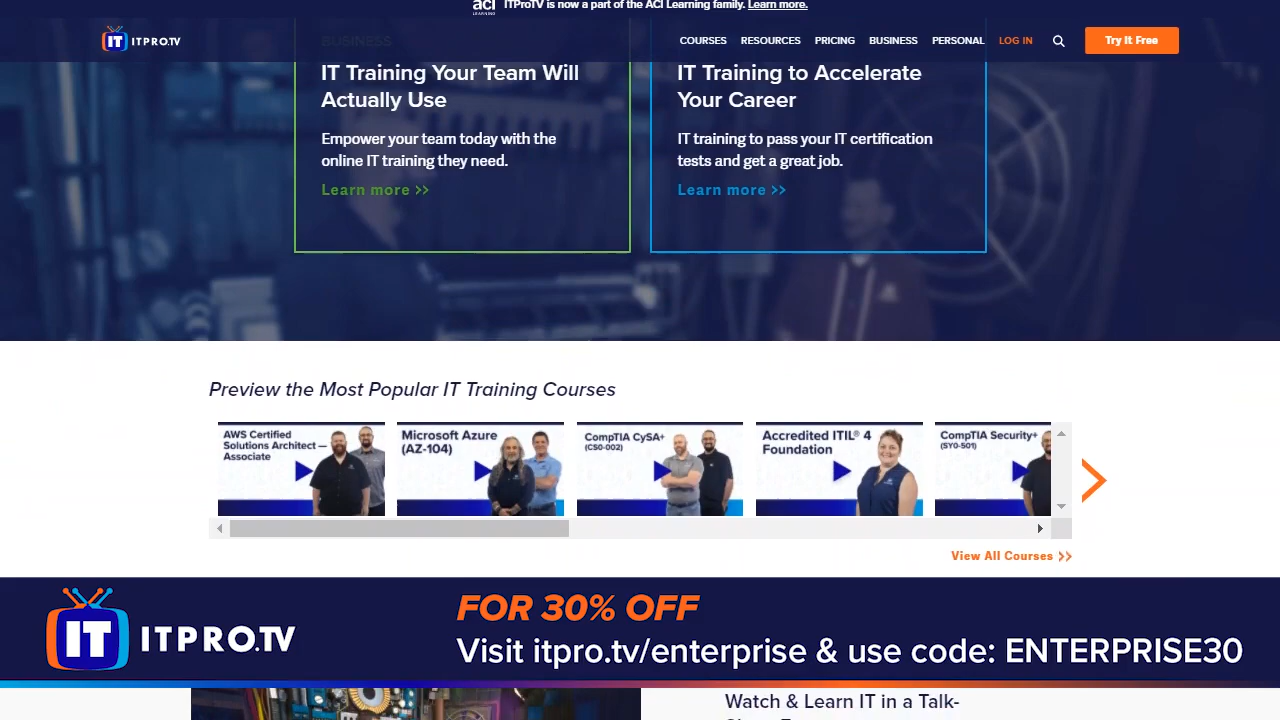 aci
LEARNING
ITProTV is now a part of the ACI Learning family. Learn more.
IT ITPRO.TV
BUSINESS
COURSES RESOURCES PRICING BUSINESS PERSONAL LOG IN Try It Free
IT Training Your Team Will
Actually Use
Empower your team today with the
online IT training they need.
Learn more >>
IT Training to Accelerate
Your Career
IT training to pass your IT certification
tests and get a great job.
Learn more >>
Preview the Most Popular IT Training Courses
AWS Certified
Solutions Architect —
Associate
Microsoft Azure
(AZ-104)
CompTIA CySA+
(CS0-002)
Accredited ITIL® 4
Foundation
CompTIA Security+
(SY0-501)
View All Courses >>
IT ITPRO.TV
FOR 30% OFF
Visit itpro.tv/enterprise & use code: ENTERPRISE30
Watch & Learn IT in a Talk-